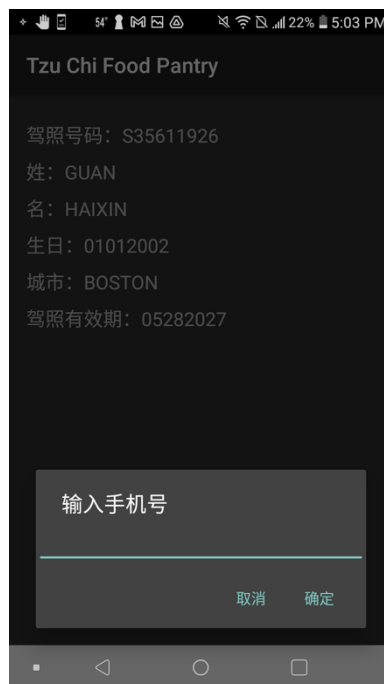 54° 22% 5:03 PM
Tzu Chi Food Pantry
驾照号码：S35611926
姓：GUAN
名：HAIXIN
生日：01012002
城市：BOSTON
驾照有效期：05282027
输入手机号
取消 确定